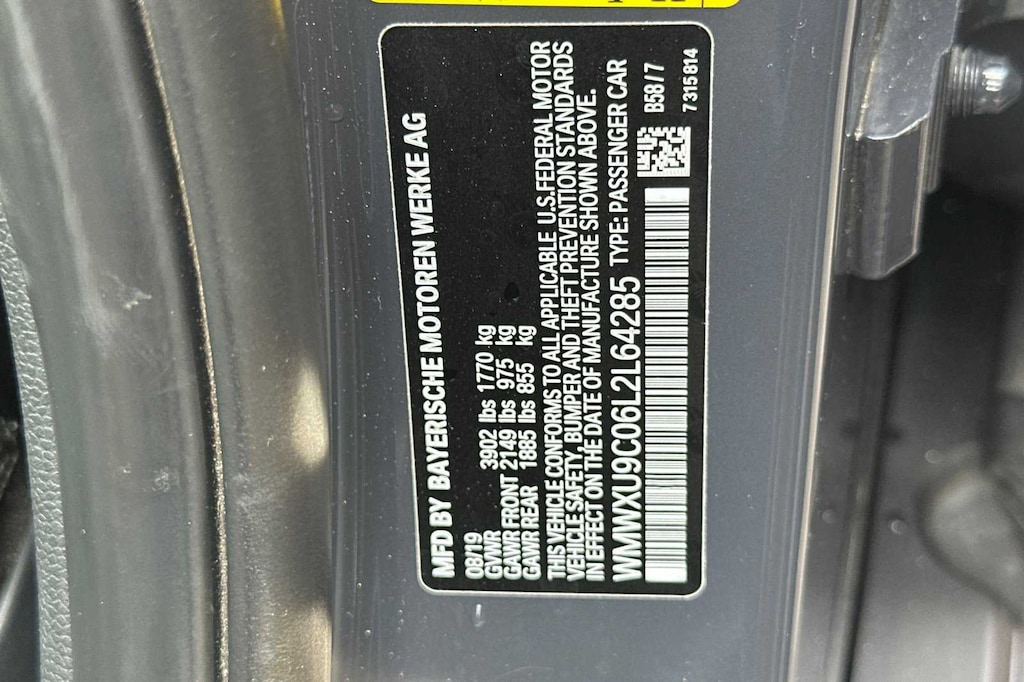 MFD BY BAYERISCHE MOTOREN WERKE AG
08/19
GVWR 3902 lbs 1770 kg
GAWR FRONT 2149 lbs 975 kg
GAWR REAR 1885 lbs 855 kg
THIS VEHICLE CONFORMS TO ALL APPLICABLE U.S.FEDERAL MOTOR
VEHICLE SAFETY, BUMPER AND THEFT PREVENTION STANDARDS
IN EFFECT ON THE DATE OF MANUFACTURE SHOWN ABOVE.
WMWXU9C06L2L64285 TYPE: PASSENGER CAR
B58/7
7315814